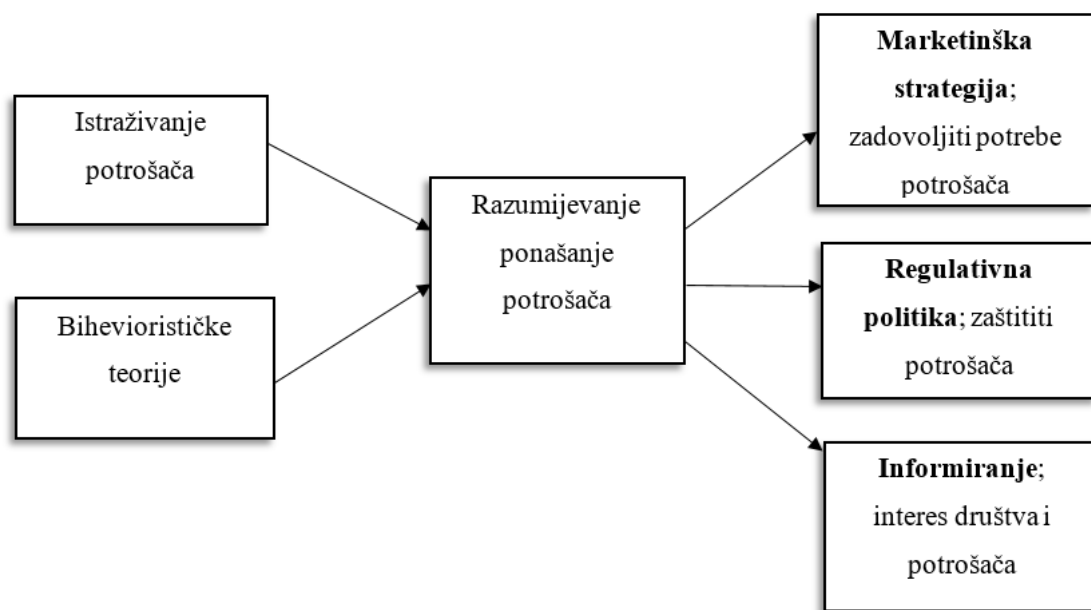 Istraživanje
potrošača
Biheviorističke
teorije
Razumijevanje
ponašanje
potrošača
Marketinška
strategija;
zadovoljiti potrebe
potrošača
Regulativna
politika; zaštititi
potrošača
Informiranje;
interes društva i
potrošača